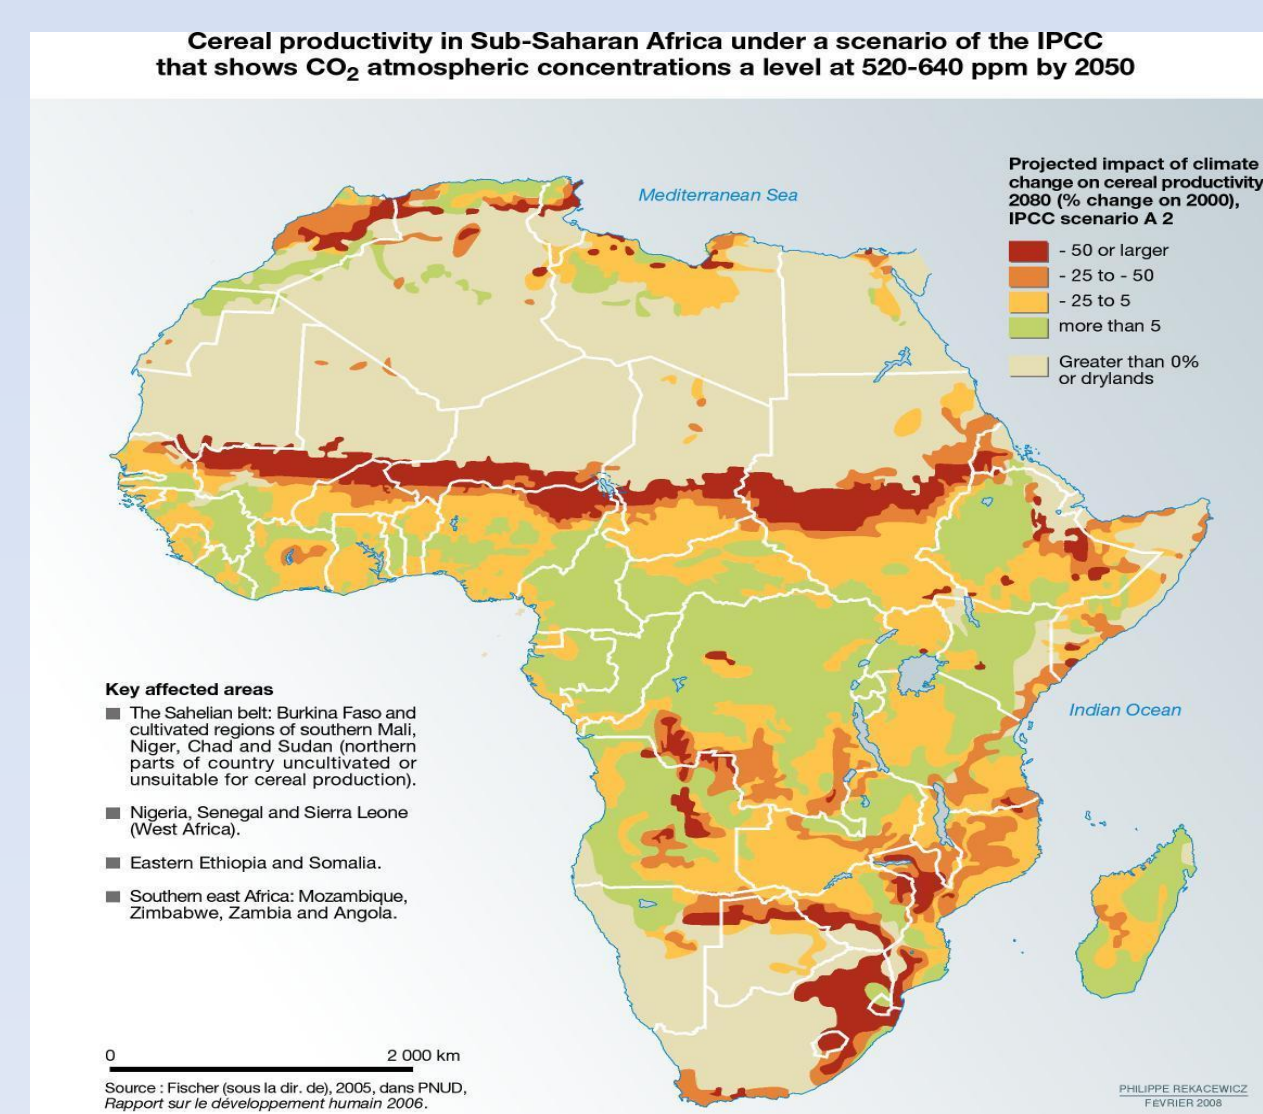 Cereal productivity in Sub-Saharan Africa under a scenario of the IPCC
that shows CO2 atmospheric concentrations a level at 520-640 ppm by 2050
Mediterranean Sea
Projected impact of climate
change on cereal productivity
2080 (% change on 2000),
IPCC scenario A 2
- 50 or larger
- 25 to - 50
- 25 to 5
more than 5
Greater than 0%
or drylands
Indian Ocean
Key affected areas
The Sahelian belt: Burkina Faso and
cultivated regions of southern Mali,
Niger, Chad and Sudan (northern
parts of country uncultivated or
unsuitable for cereal production).
Nigeria, Senegal and Sierra Leone
(West Africa).
Eastern Ethiopia and Somalia.
Southern east Africa: Mozambique,
Zimbabwe, Zambia and Angola.
0 2 000 km
Source : Fischer (sous la dir. de), 2005, dans PNUD,
Rapport sur le développement humain 2006.
PHILIPPE REKACEWICZ
FÉVRIER 2008